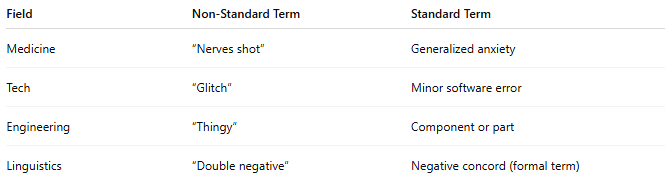 Field Non-Standard Term Standard Term
Medicine “Nerves shot” Generalized anxiety
Tech “Glitch” Minor software error
Engineering “Thingy” Component or part
Linguistics “Double negative” Negative concord (formal term)